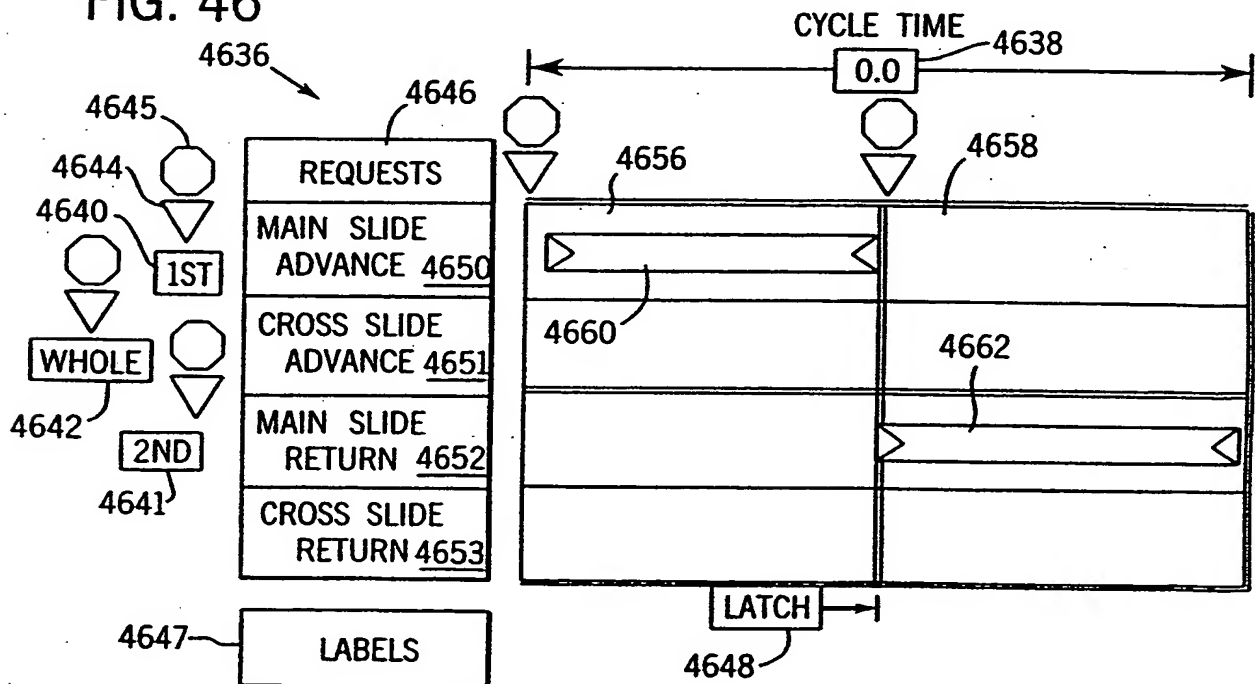 FIG. 46
CYCLE TIME
4636
4638
0.0
4645
4646
4644
REQUESTS
4656
4658
4640
1ST
MAIN SLIDE
ADVANCE 4650
4660
WHOLE
CROSS SLIDE
ADVANCE 4651
4662
4642
2ND
MAIN SLIDE
RETURN 4652
4641
CROSS SLIDE
RETURN 4653
LATCH
4647
LABELS
4648